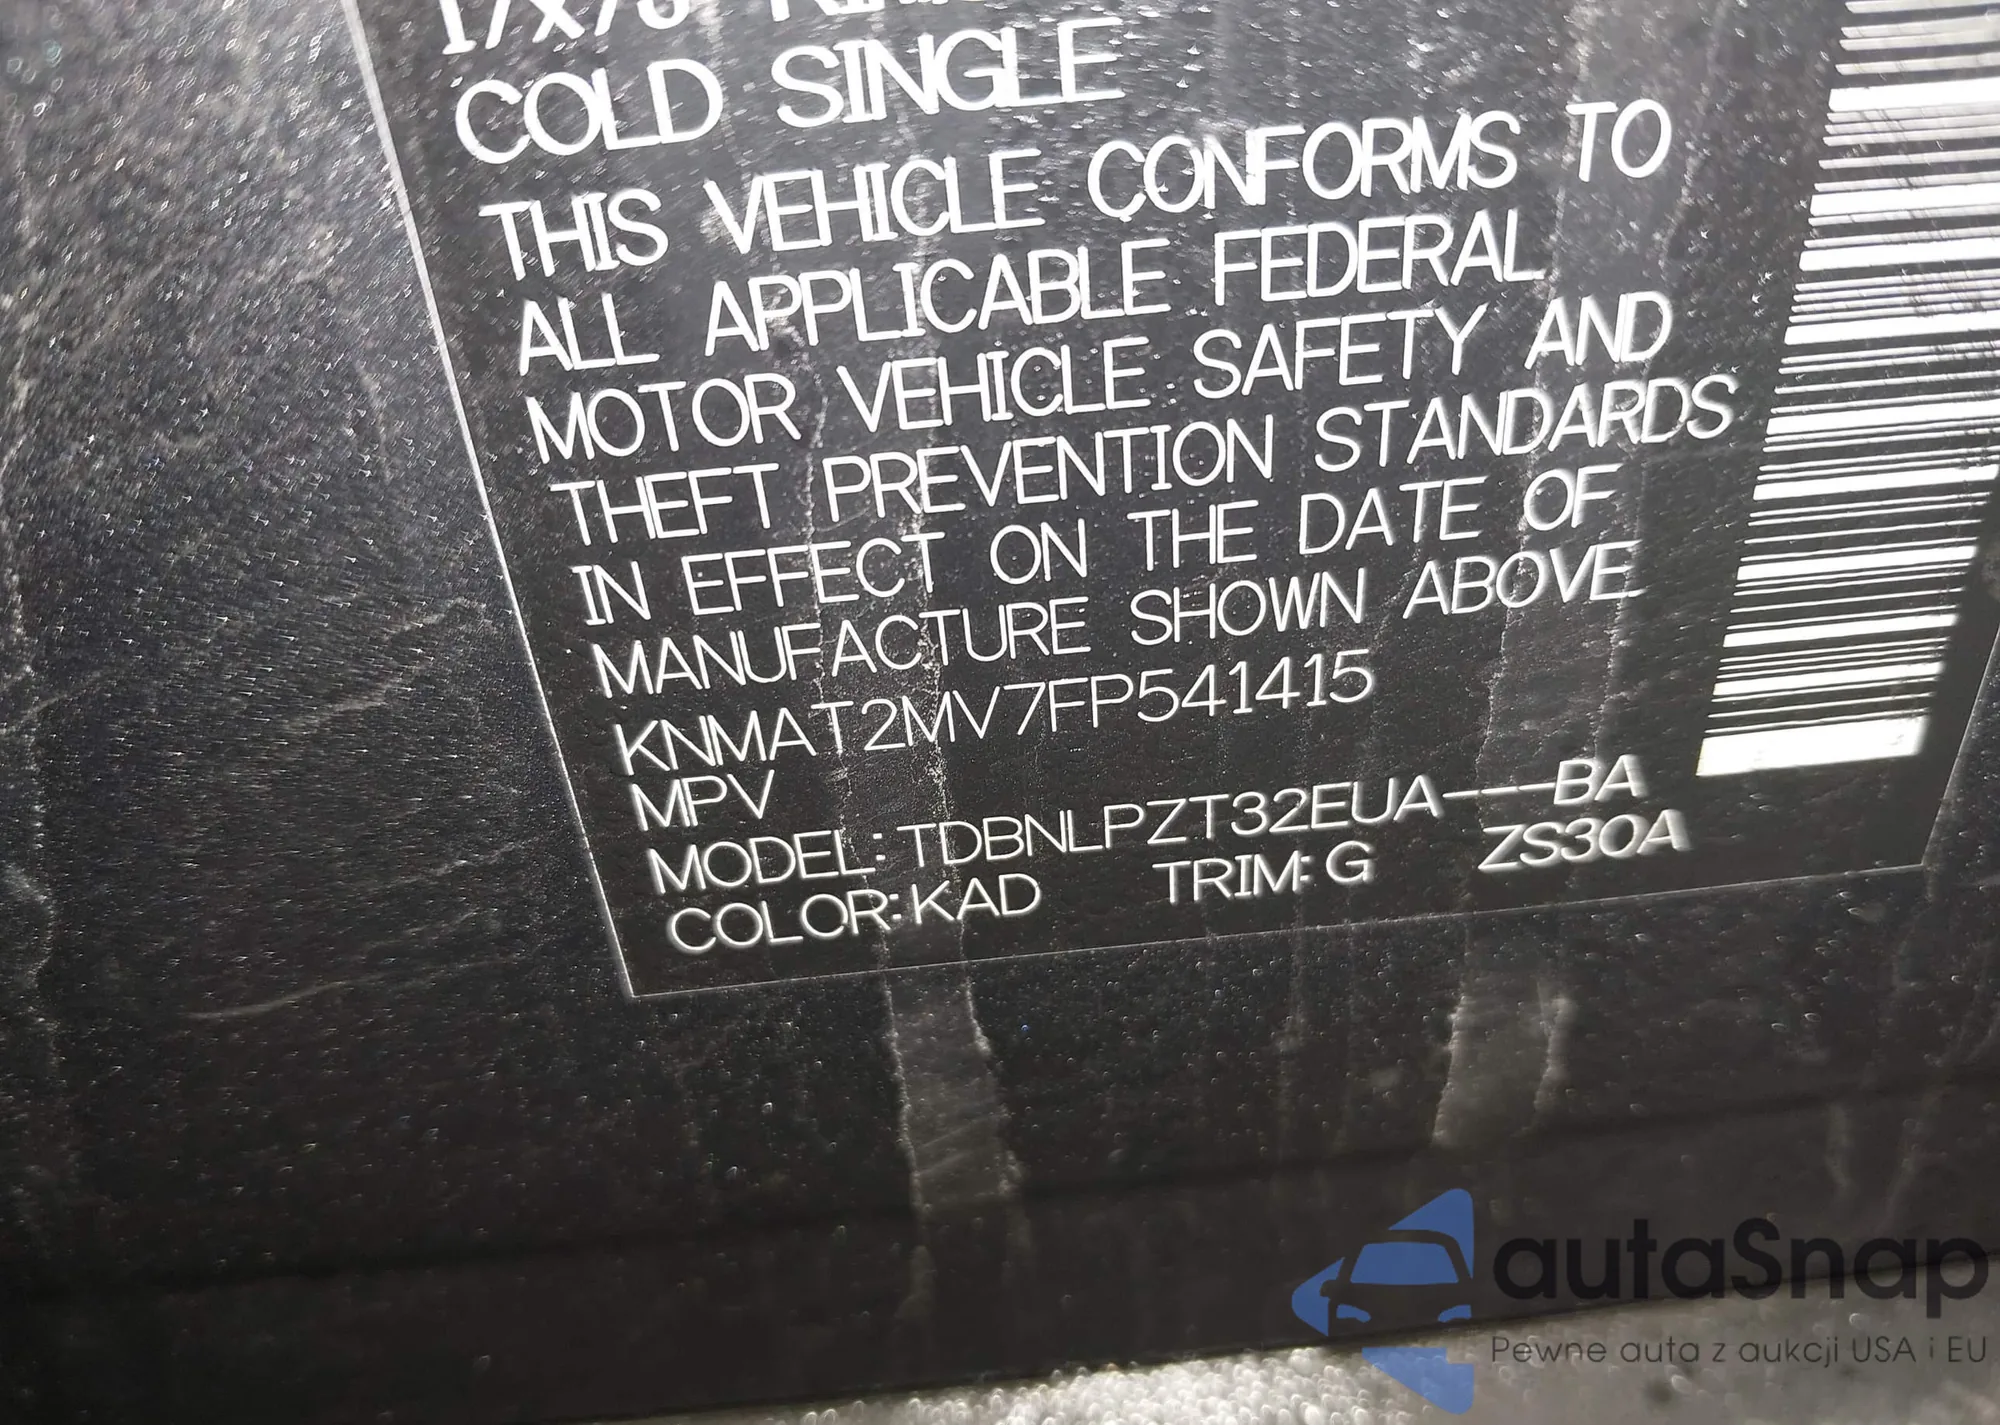 COLD SINGLE
THIS VEHICLE CONFORMS TO
ALL APPLICABLE FEDERAL
MOTOR VEHICLE SAFETY AND
THEFT PREVENTION STANDARDS
IN EFFECT ON THE DATE OF
MANUFACTURE SHOWN ABOVE
KNMAT2MV7FP541415
MPV
MODEL:TDBNLPZT32EUA---BA
COLOR:KAD TRIM:G ZS30A
autaSnap
Pewne auta z aukcji USA i EU